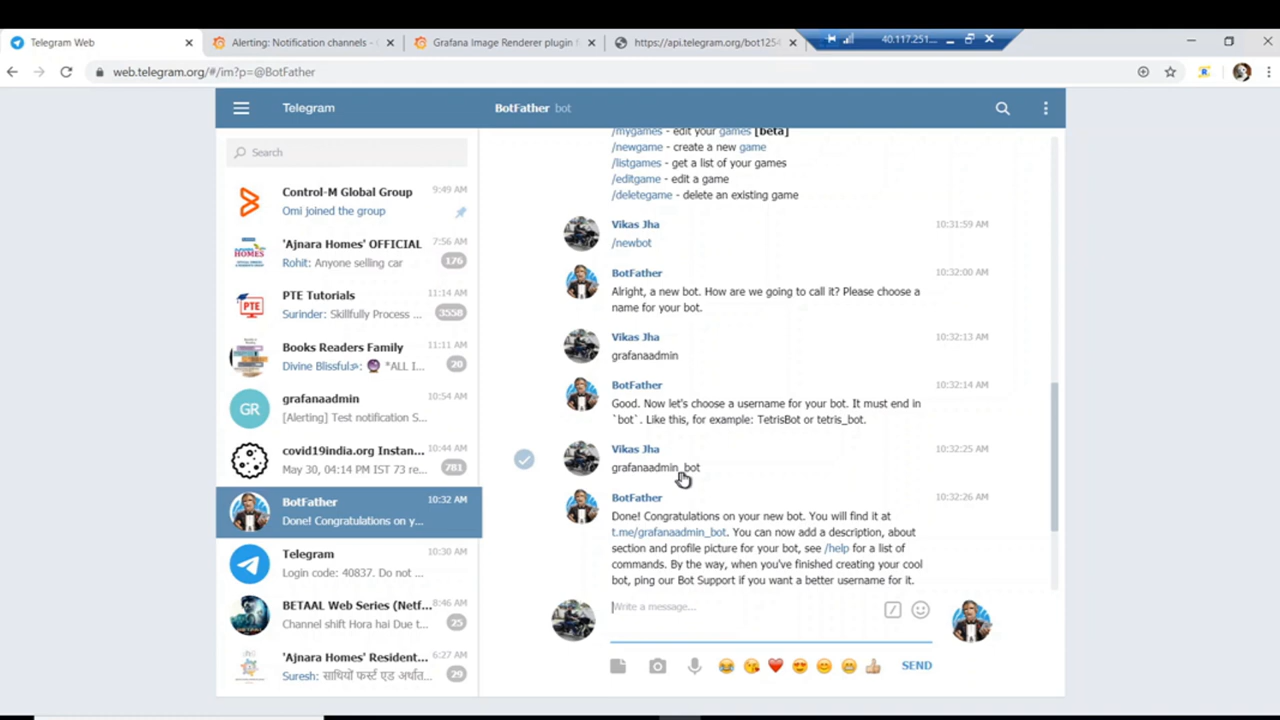 Telegram Web
Alerting: Notification channels -
Grafana Image Renderer plugin
https://api.telegram.org/bot125
40.117.251...
web.telegram.org/#/im?p=@BotFather
Telegram
BotFather bot
Search
Control-M Global Group 9:49 AM
Omi joined the group
'Ajnara Homes' OFFICIAL 7:56 AM
Rohit: Anyone selling car 176
PTE Tutorials 11:14 AM
Surinder: Skillfully Process ... 3558
Books Readers Family 11:11 AM
Divine Blissful: 🔮 *ALL I... 20
GR
grafanaadmin 10:54 AM
[Alerting] Test notification S...
covid19india.org Instan... 10:44 AM
May 30, 04:14 PM IST 73 re... 781
BotFather 10:32 AM
Done! Congratulations on y...
Telegram 10:30 AM
Login code: 40837. Do not ...
BETAAL Web Series (Netf... 8:46 AM
Channel shift Hora hai Due t... 25
'Ajnara Homes' Resident... 6:27 AM
Suresh: साथियों फर्स्ट एड अर्थात... 29
/mygames - edit your games [beta]
/newgame - create a new game
/listgames - get a list of your games
/editgame - edit a game
/deletegame - delete an existing game
Vikas Jha 10:31:59 AM
/newbot
BotFather 10:32:00 AM
Alright, a new bot. How are we going to call it? Please choose a
name for your bot.
Vikas Jha 10:32:13 AM
grafanaadmin
BotFather 10:32:14 AM
Good. Now let's choose a username for your bot. It must end in
`bot`. Like this, for example: TetrisBot or tetris_bot.
Vikas Jha 10:32:25 AM
grafanaadmin_bot
BotFather 10:32:26 AM
Done! Congratulations on your new bot. You will find it at
t.me/grafanaadmin_bot. You can now add a description, about
section and profile picture for your bot, see /help for a list of
commands. By the way, when you've finished creating your cool
bot, ping our Bot Support if you want a better username for it.
Write a message...
SEND